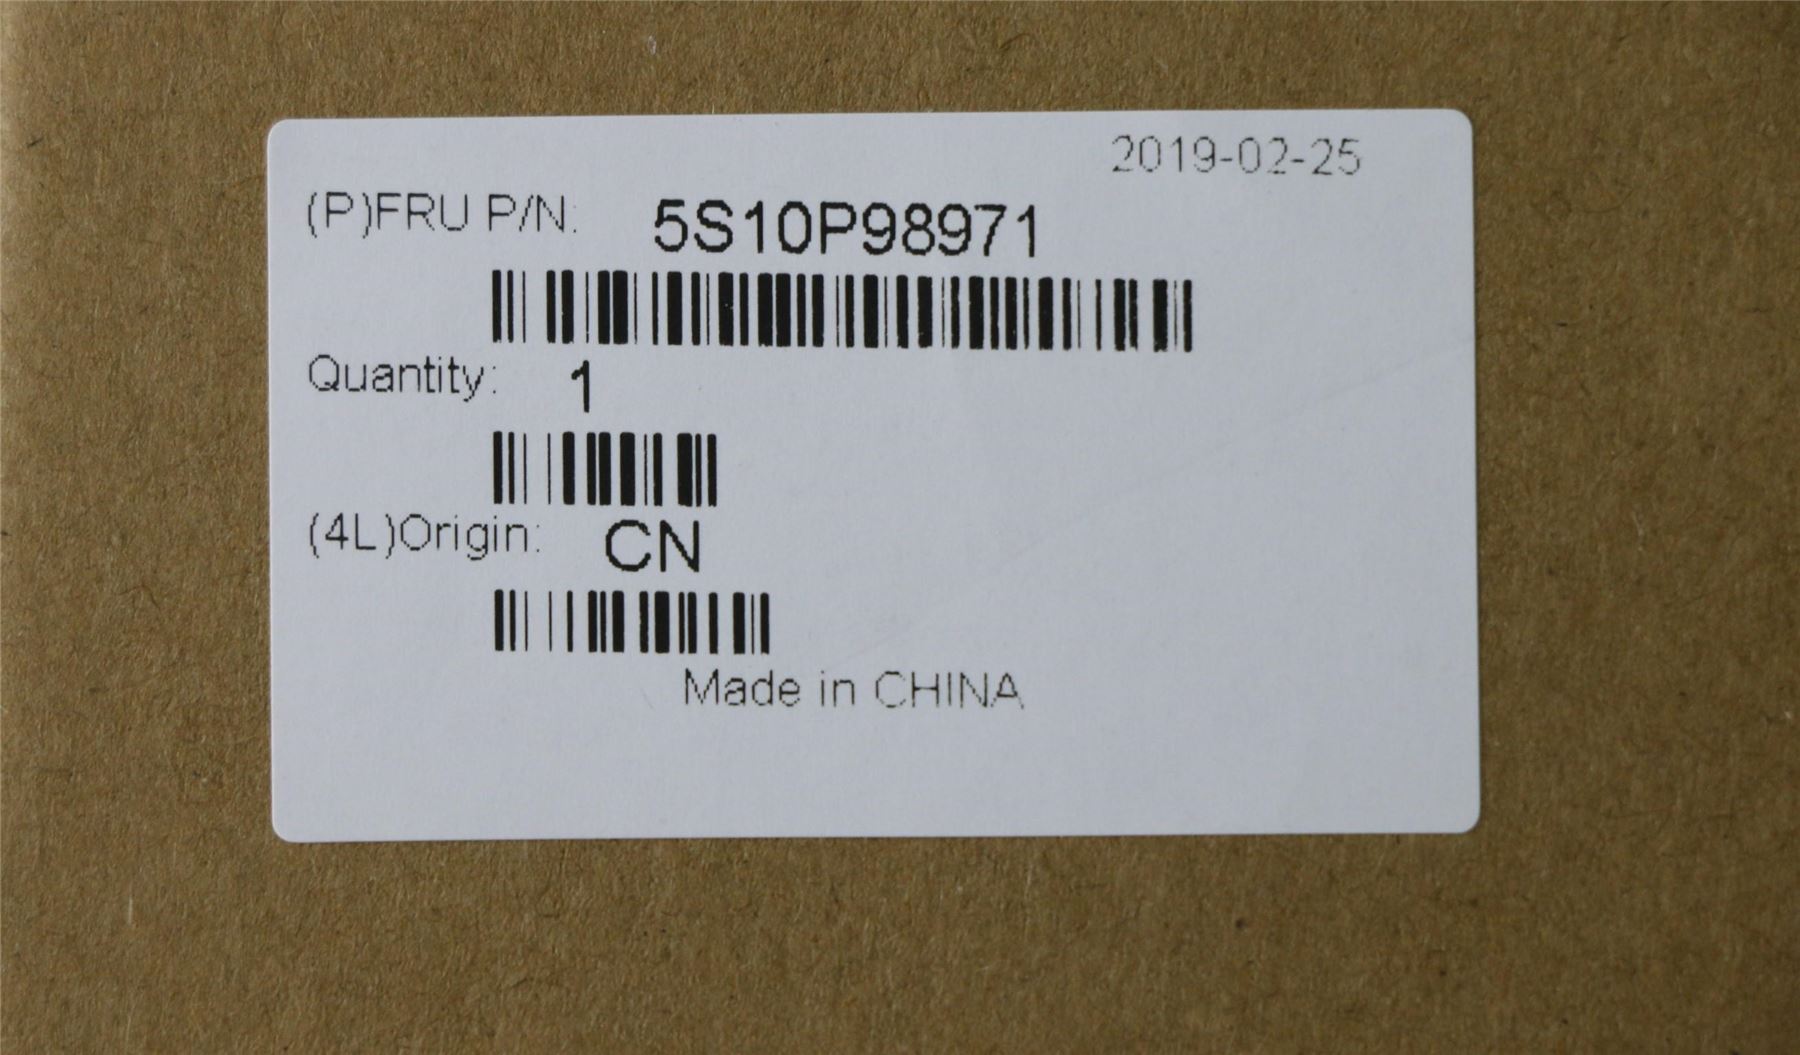 2019-02-25
(P)FRU P/N: 5S10P98971
Quantity: 1
(4L)Origin: CN
Made in CHINA